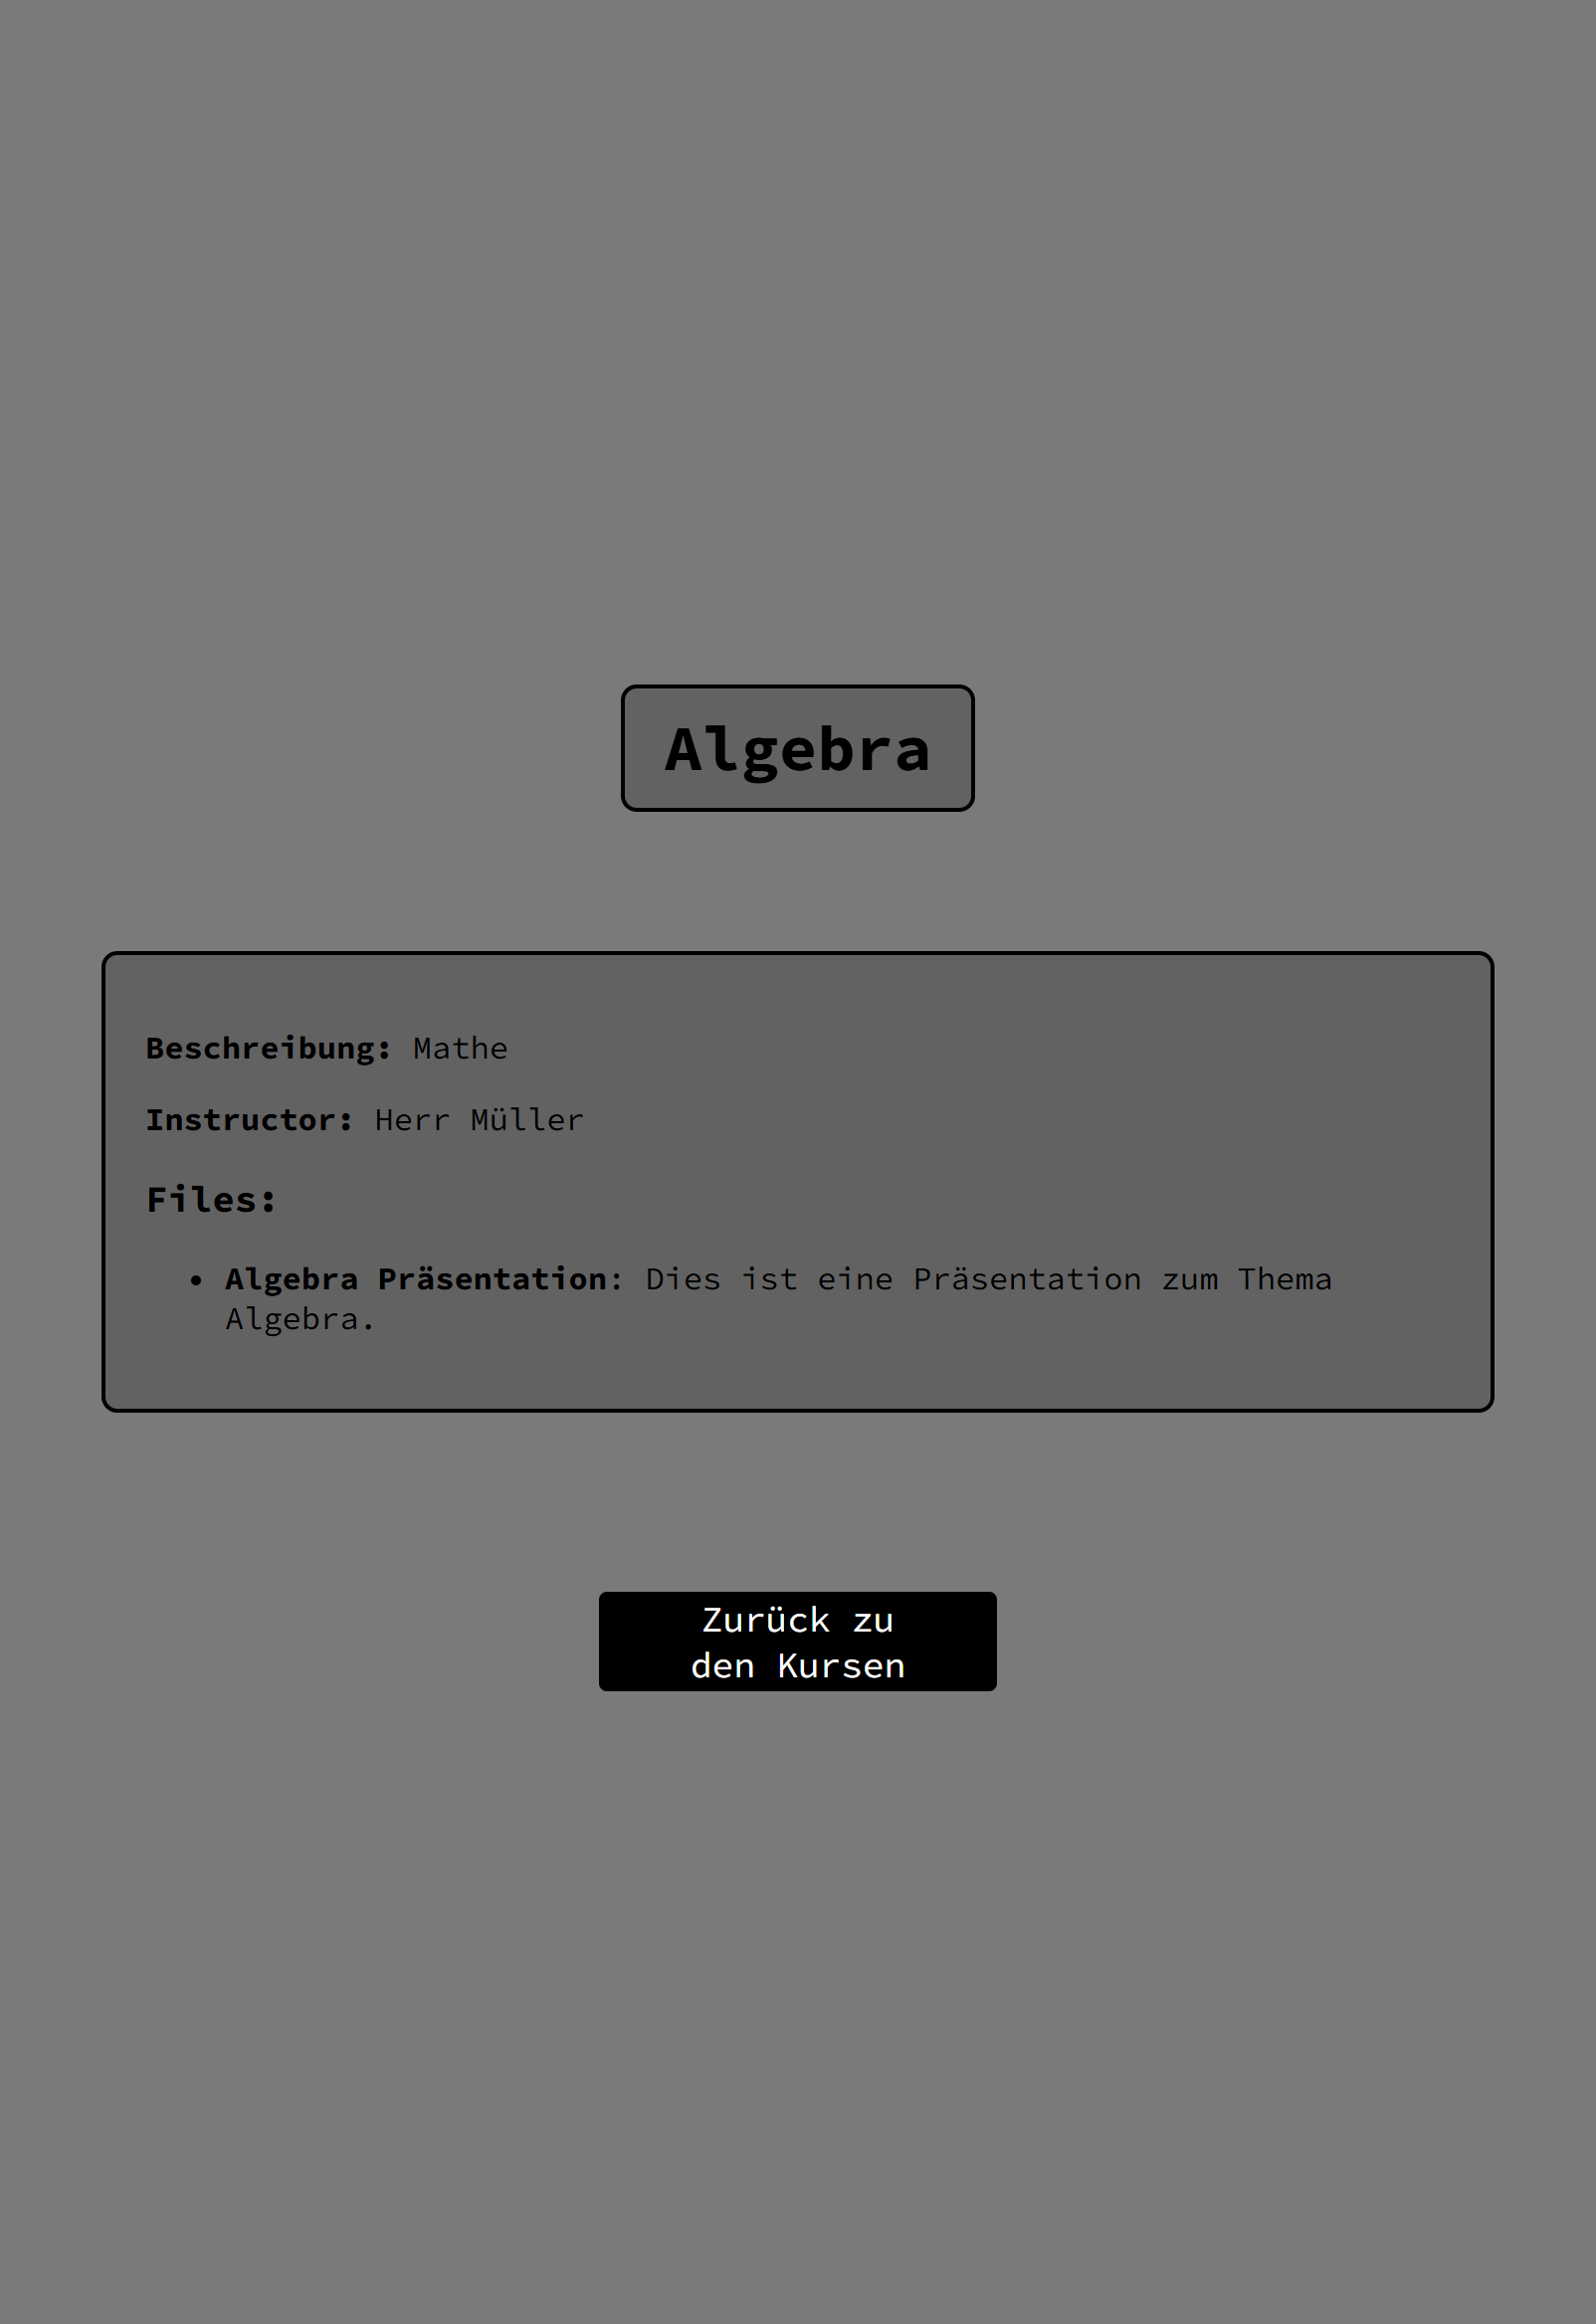 Algebra
Beschreibung: Mathe
Instructor: Herr Müller
Files:
• Algebra Präsentation: Dies ist eine Präsentation zum Thema
Algebra.
Zurück zu
den Kursen